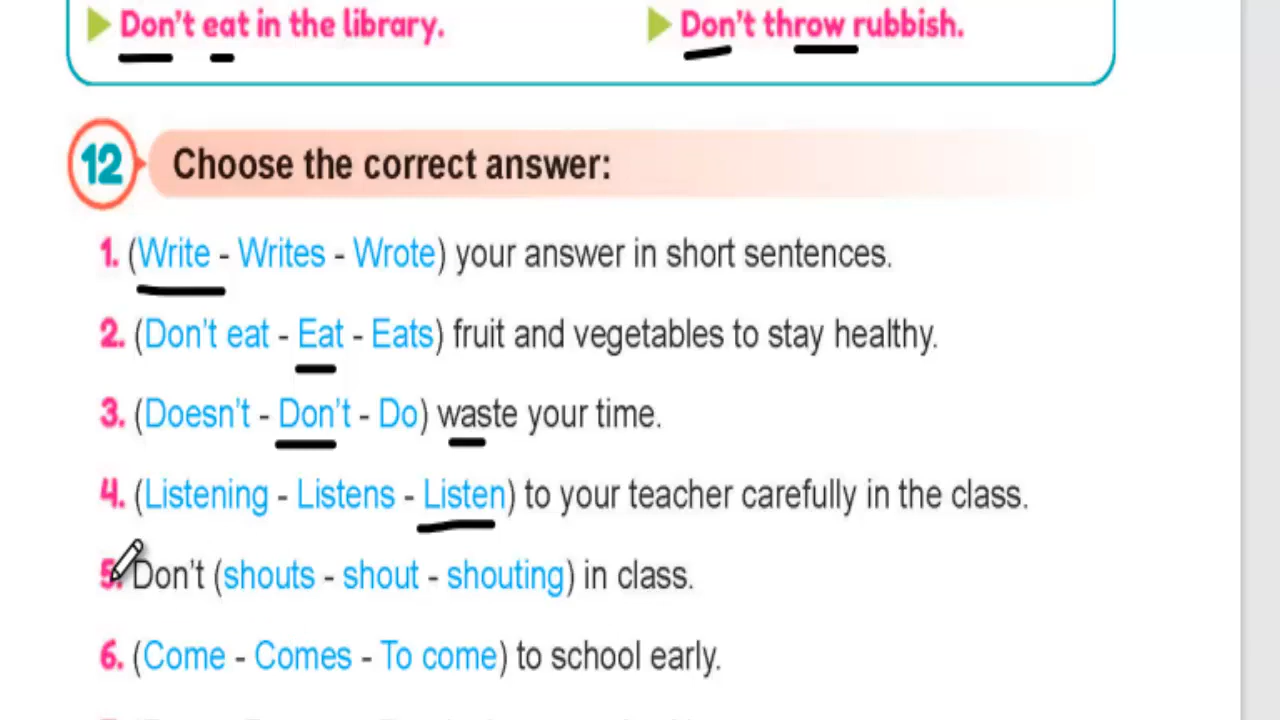 Don't eat in the library.
Don't throw rubbish.
12 Choose the correct answer:
1. (Write - Writes - Wrote) your answer in short sentences.
2. (Don't eat - Eat - Eats) fruit and vegetables to stay healthy.
3. (Doesn't - Don't - Do) waste your time.
4. (Listening - Listens - Listen) to your teacher carefully in the class.
5. Don't (shouts - shout - shouting) in class.
6. (Come - Comes - To come) to school early.